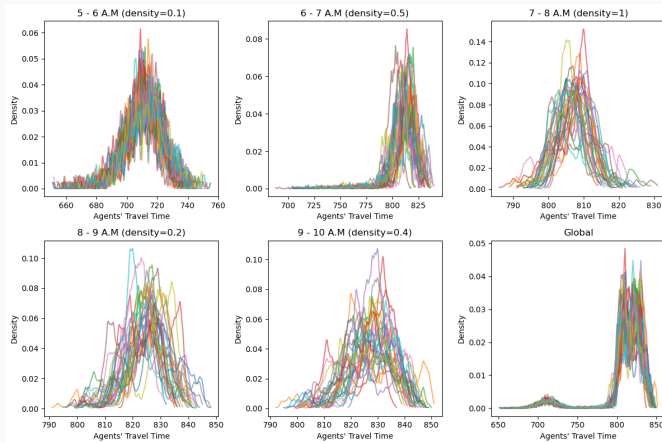 5 - 6 A.M (density=0.1)
0.06
0.05
0.04
0.03
0.02
0.01
0.00
Density
660 680 700 720 740 760
Agents' Travel Time
6 - 7 A.M (density=0.5)
0.08
0.06
0.04
0.02
0.00
Density
700 725 750 775 800 825
Agents' Travel Time
7 - 8 A.M (density=1)
0.14
0.12
0.10
0.08
0.06
0.04
0.02
0.00
Density
790 800 810 820 830
Agents' Travel Time
8 - 9 A.M (density=0.2)
0.10
0.08
0.06
0.04
0.02
0.00
Density
790 800 810 820 830 840 850
Agents' Travel Time
9 - 10 A.M (density=0.4)
0.10
0.08
0.06
0.04
0.02
0.00
Density
790 800 810 820 830 840 850
Agents' Travel Time
Global
0.05
0.04
0.03
0.02
0.01
0.00
Density
650 700 750 800 850
Agents' Travel Time